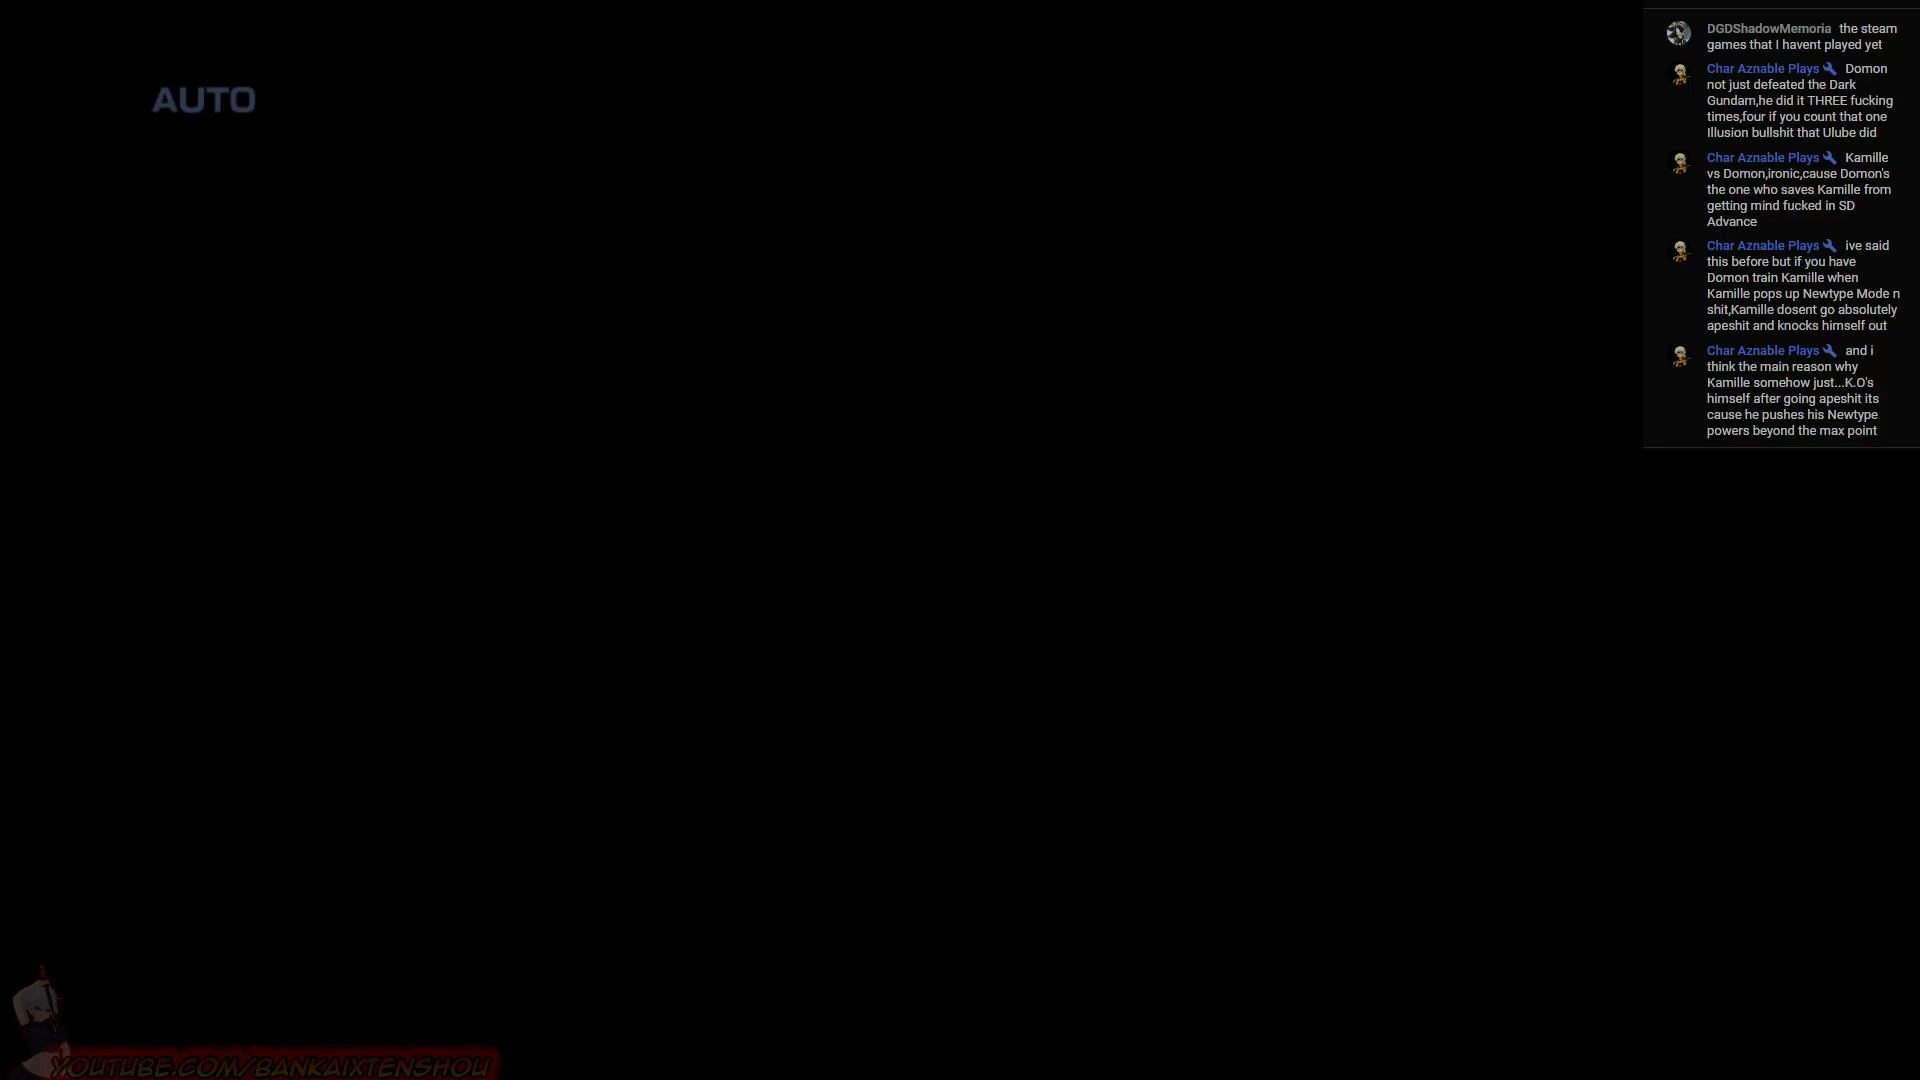 AUTO
DGDShadowMemoria the steam
games that I havent played yet
Char Aznable Plays Domon
not just defeated the Dark
Gundam,he did it THREE fucking
times,four if you count that one
Illusion bullshit that Ulube did
Char Aznable Plays Kamille
vs Domon,ironic,cause Domon's
the one who saves Kamille from
getting mind fucked in SD
Advance
Char Aznable Plays ive said
this before but if you have
Domon train Kamille when
Kamille pops up Newtype Mode n
shit,Kamille dosent go absolutely
apeshit and knocks himself out
Char Aznable Plays and i
think the main reason why
Kamille somehow just...K.O's
himself after going apeshit its
cause he pushes his Newtype
powers beyond the max point
YOUTUBE.COM/BANKAIXTENSHOU